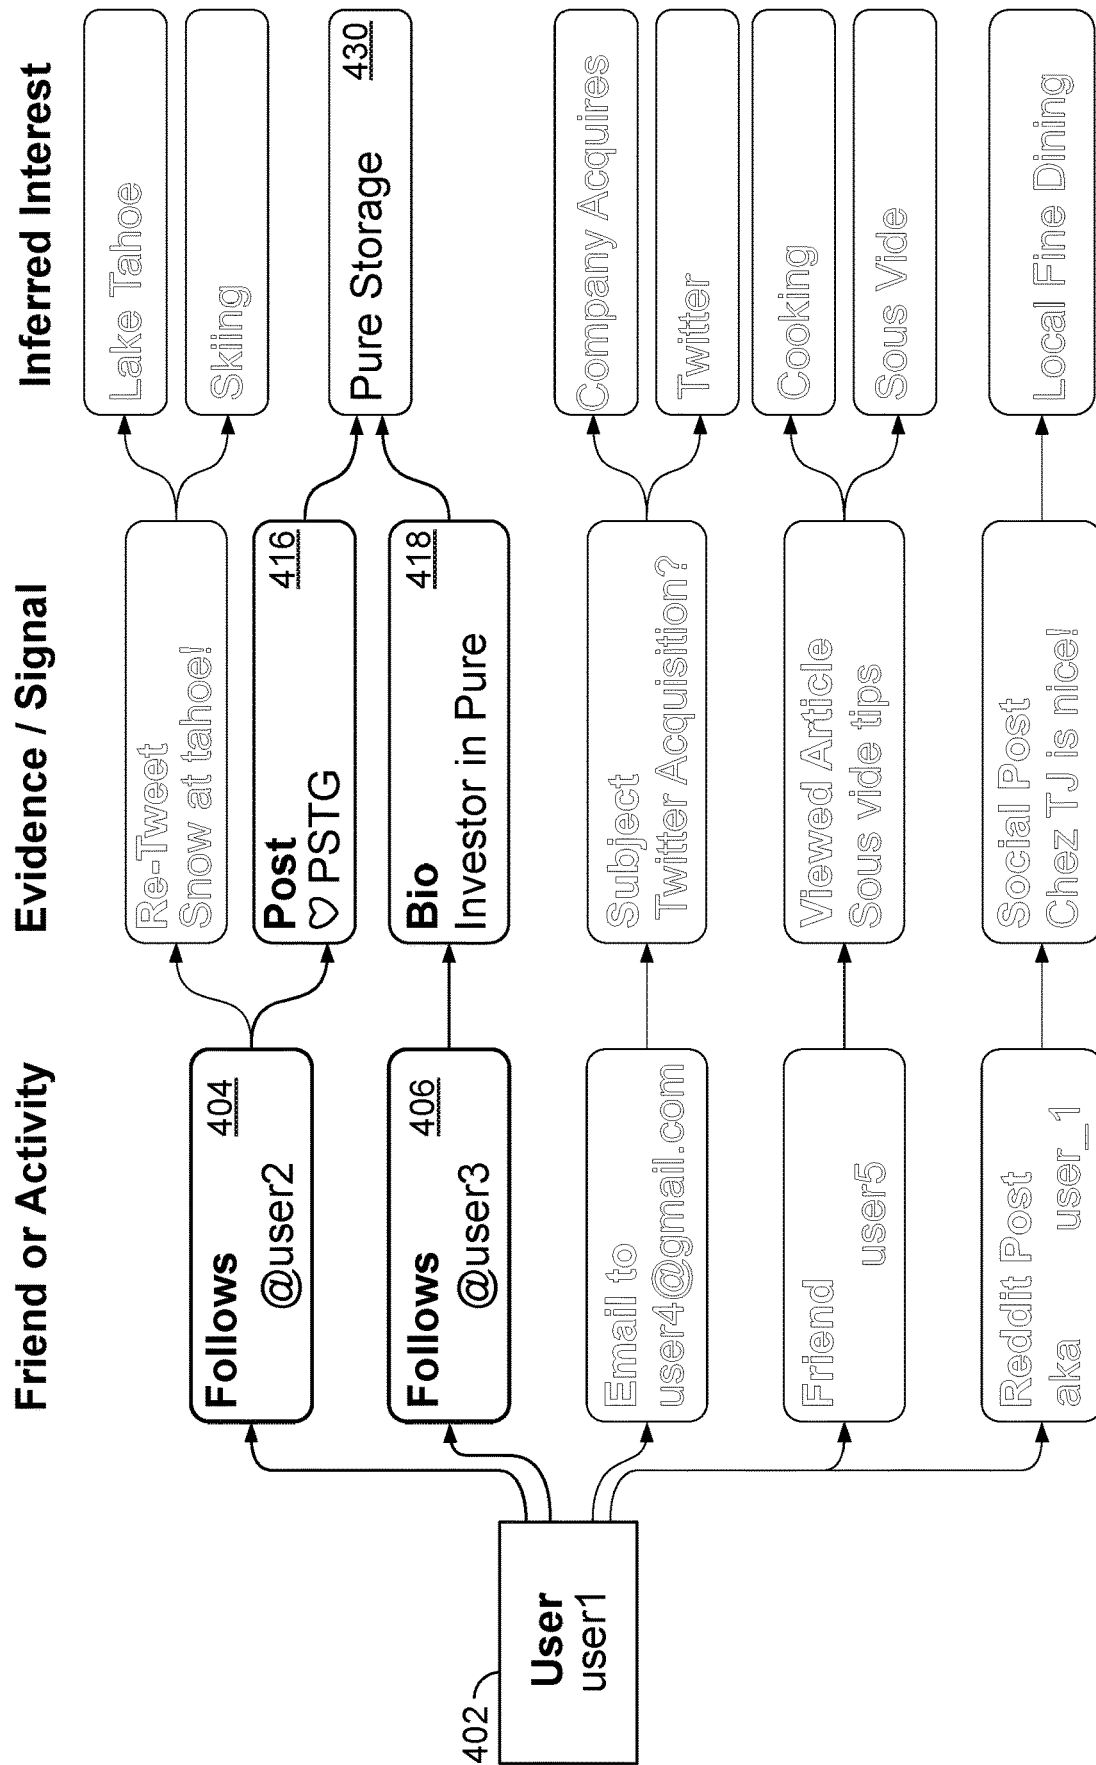 Friend or Activity
Evidence / Signal
Inferred Interest
402
User
user1
Follows 404
@user2
Follows 406
@user3
Email to
user4@gmail.com
Friend
user5
Reddit Post
aka user_1
Re-Tweet
Snow at tahoe!
Post 416
♡ PSTG
Bio 418
Investor in Pure
Subject
Twitter Acquisition?
Viewed Article
Sous vide tips
Social Post
Chez TJ is nice!
Lake Tahoe
Skiing
Pure Storage 430
Company Acquires
Twitter
Cooking
Sous Vide
Local Fine Dining